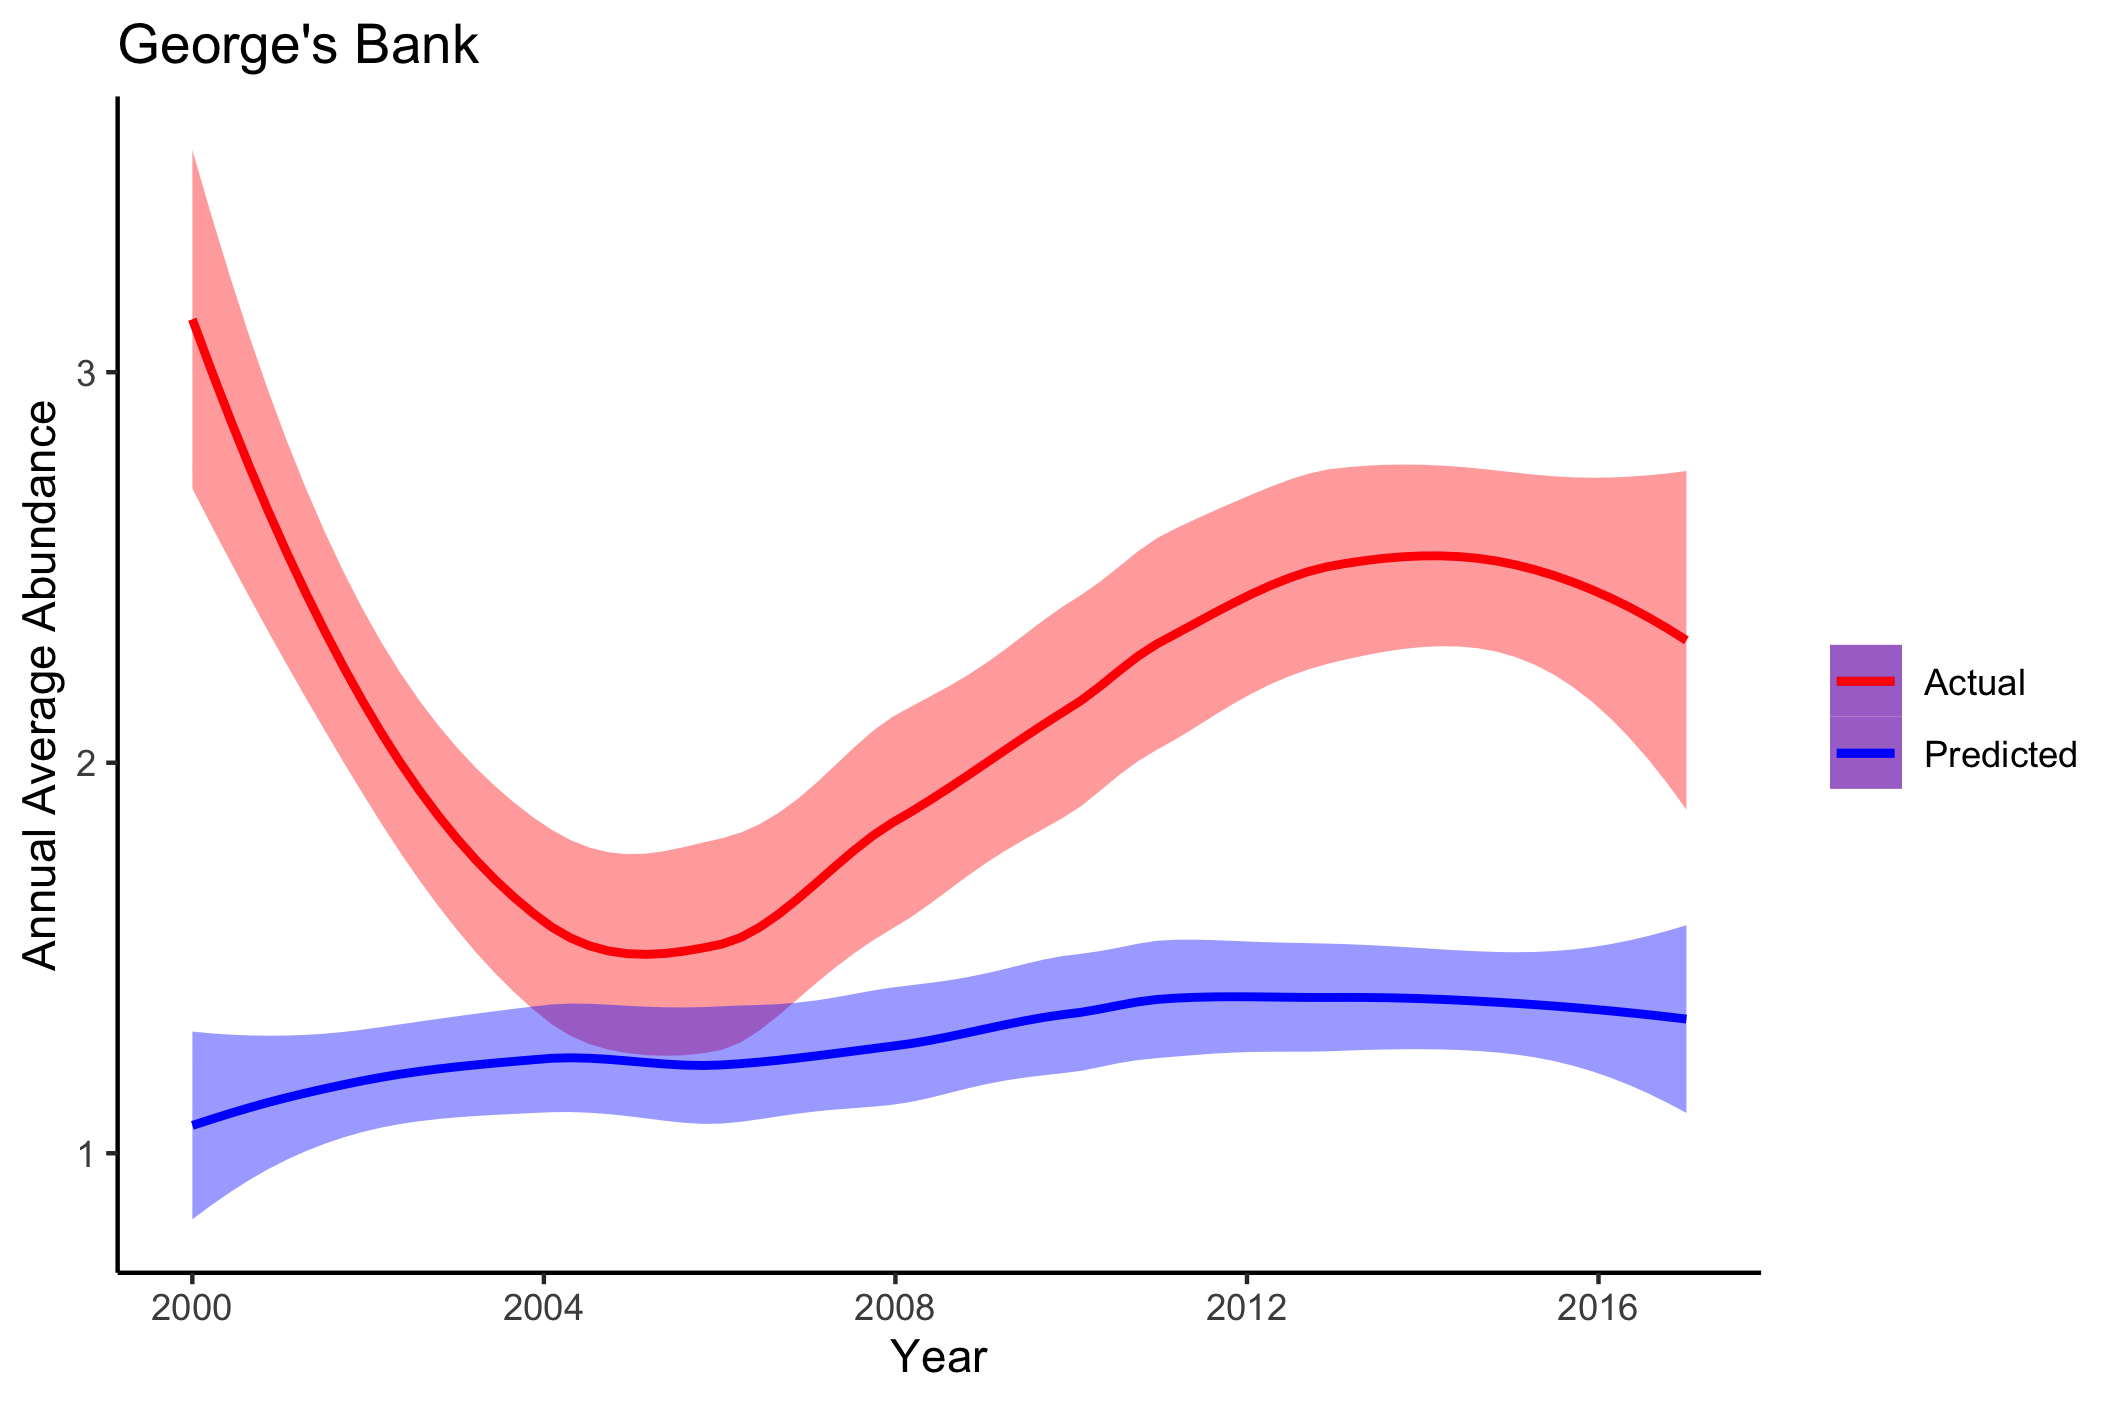 George's Bank
Annual Average Abundance
3
2
1
2000 2004 2008 2012 2016
Year
Actual
Predicted